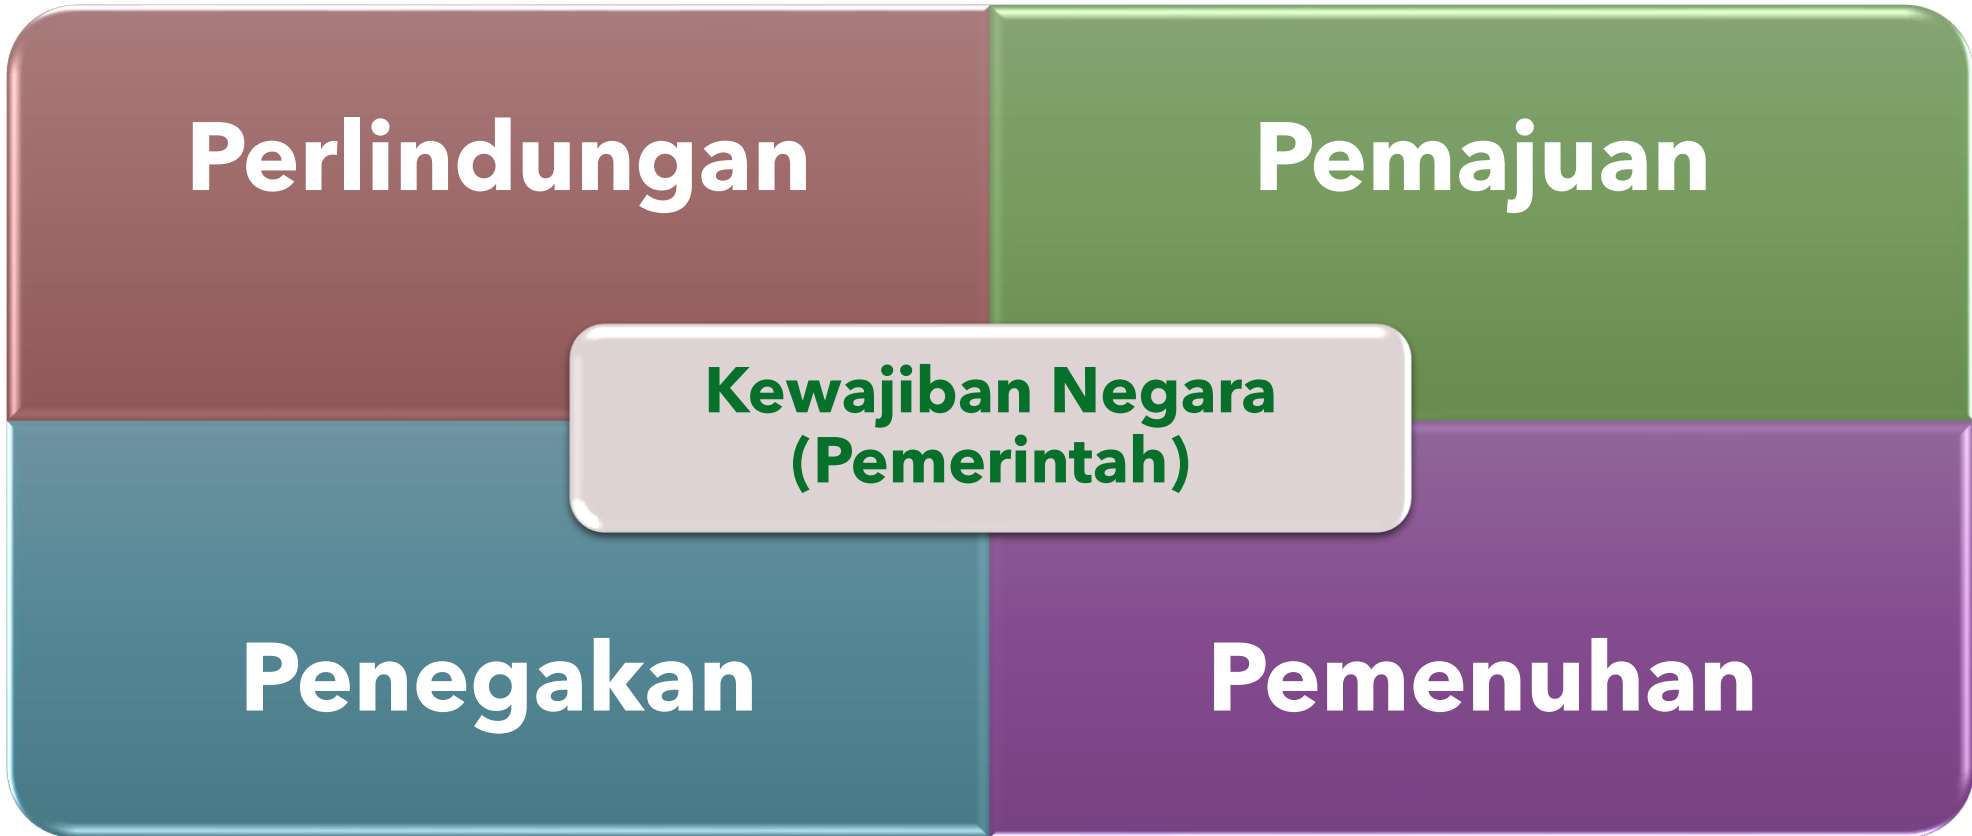 Perlindungan
Pemajuan
Kewajiban Negara
(Pemerintah)
Penegakan
Pemenuhan